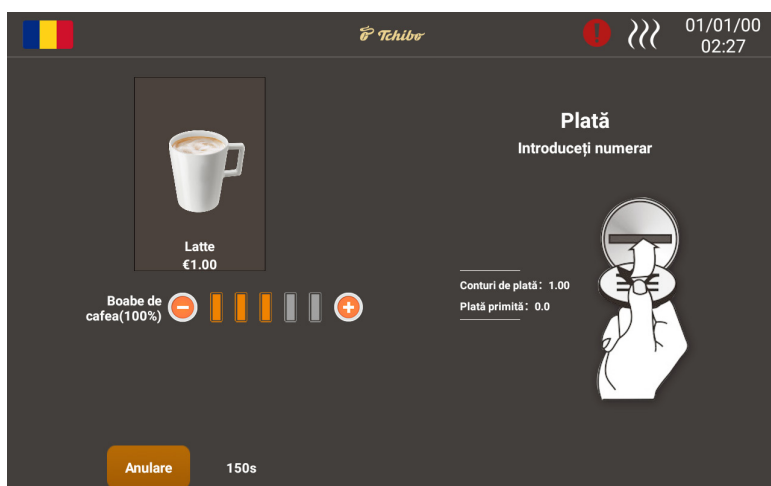 Tchibo
01/01/00
02:27
Latte
€1.00
Boabe de
cafea(100%)
Anulare
150s
Plată
Introduceți numerar
Conturi de plată: 1.00
Plată primită: 0.0